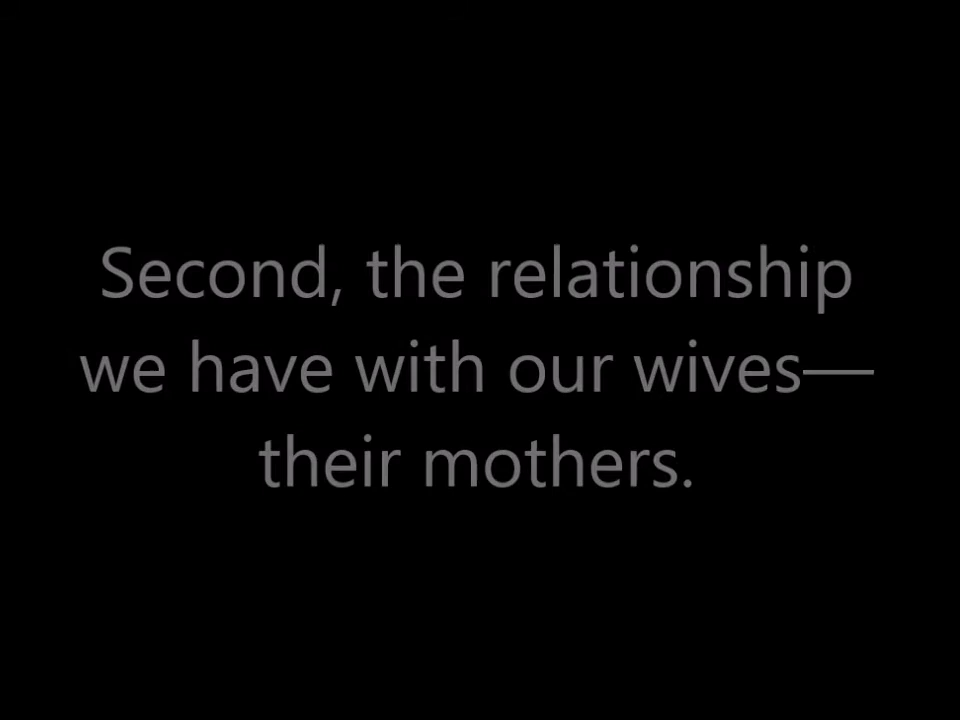 Second, the relationship
we have with our wives—
their mothers.